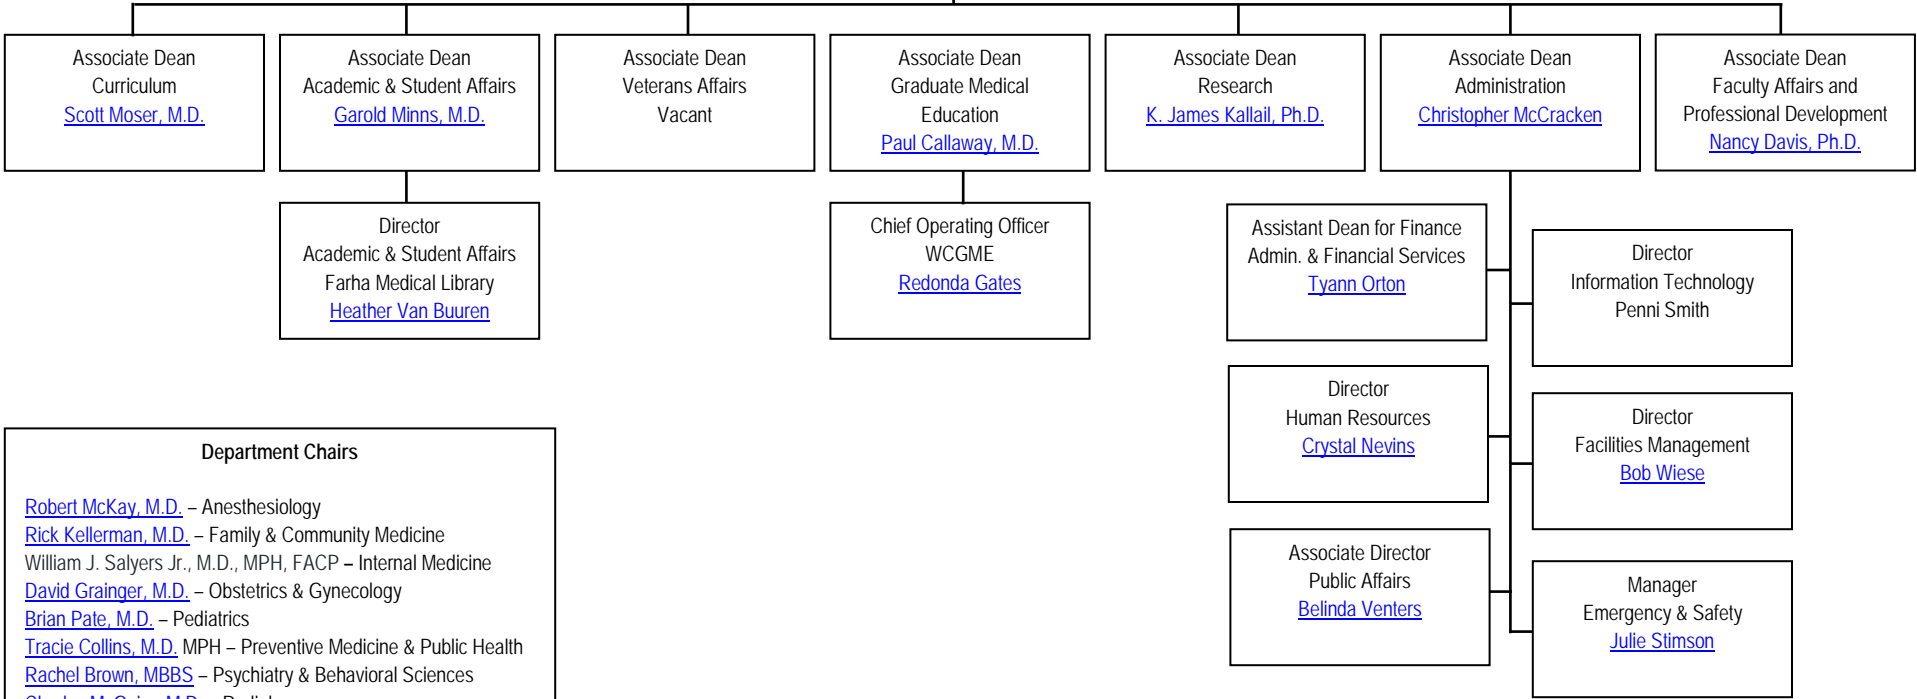 Associate Dean
Curriculum
Scott Moser, M.D.
Associate Dean
Academic & Student Affairs
Garold Minns, M.D.
Associate Dean
Veterans Affairs
Vacant
Associate Dean
Graduate Medical
Education
Paul Callaway, M.D.
Associate Dean
Research
K. James Kallail, Ph.D.
Associate Dean
Administration
Christopher McCracken
Associate Dean
Faculty Affairs and
Professional Development
Nancy Davis, Ph.D.
Director
Academic & Student Affairs
Farha Medical Library
Heather Van Buuren
Chief Operating Officer
WCGME
Redonda Gates
Assistant Dean for Finance
Admin. & Financial Services
Tyann Orton
Director
Information Technology
Penni Smith
Director
Human Resources
Crystal Nevins
Director
Facilities Management
Bob Wiese
Associate Director
Public Affairs
Belinda Venters
Manager
Emergency & Safety
Julie Stimson
Department Chairs
Robert McKay, M.D. – Anesthesiology
Rick Kellerman, M.D. – Family & Community Medicine
William J. Salyers Jr., M.D., MPH, FACP – Internal Medicine
David Grainger, M.D. – Obstetrics & Gynecology
Brian Pate, M.D. – Pediatrics
Tracie Collins, M.D. MPH – Preventive Medicine & Public Health
Rachel Brown, MBBS – Psychiatry & Behavioral Sciences